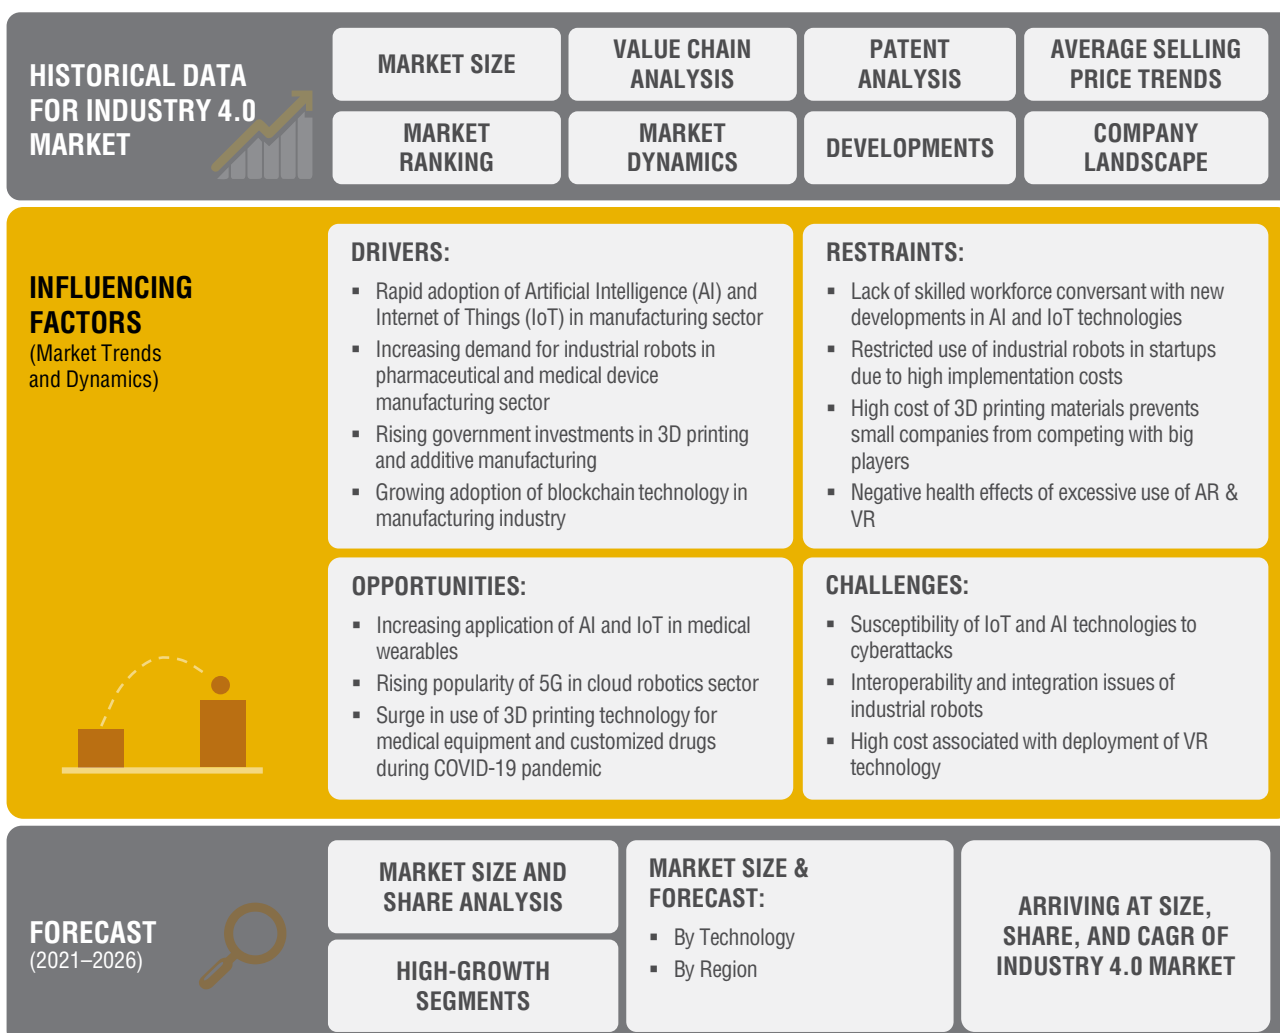 HISTORICAL DATA
FOR INDUSTRY 4.0
MARKET
MARKET SIZE
VALUE CHAIN
ANALYSIS
PATENT
ANALYSIS
AVERAGE SELLING
PRICE TRENDS
MARKET
RANKING
MARKET
DYNAMICS
DEVELOPMENTS
COMPANY
LANDSCAPE
INFLUENCING
FACTORS
(Market Trends
and Dynamics)
DRIVERS:
▪ Rapid adoption of Artificial Intelligence (AI) and
Internet of Things (IoT) in manufacturing sector
▪ Increasing demand for industrial robots in
pharmaceutical and medical device
manufacturing sector
▪ Rising government investments in 3D printing
and additive manufacturing
▪ Growing adoption of blockchain technology in
manufacturing industry
RESTRAINTS:
▪ Lack of skilled workforce conversant with new
developments in AI and IoT technologies
▪ Restricted use of industrial robots in startups
due to high implementation costs
▪ High cost of 3D printing materials prevents
small companies from competing with big
players
▪ Negative health effects of excessive use of AR &
VR
OPPORTUNITIES:
▪ Increasing application of AI and IoT in medical
wearables
▪ Rising popularity of 5G in cloud robotics sector
▪ Surge in use of 3D printing technology for
medical equipment and customized drugs
during COVID-19 pandemic
CHALLENGES:
▪ Susceptibility of IoT and AI technologies to
cyberattacks
▪ Interoperability and integration issues of
industrial robots
▪ High cost associated with deployment of VR
technology
FORECAST
(2021–2026)
MARKET SIZE AND
SHARE ANALYSIS
HIGH-GROWTH
SEGMENTS
MARKET SIZE &
FORECAST:
▪ By Technology
▪ By Region
ARRIVING AT SIZE,
SHARE, AND CAGR OF
INDUSTRY 4.0 MARKET